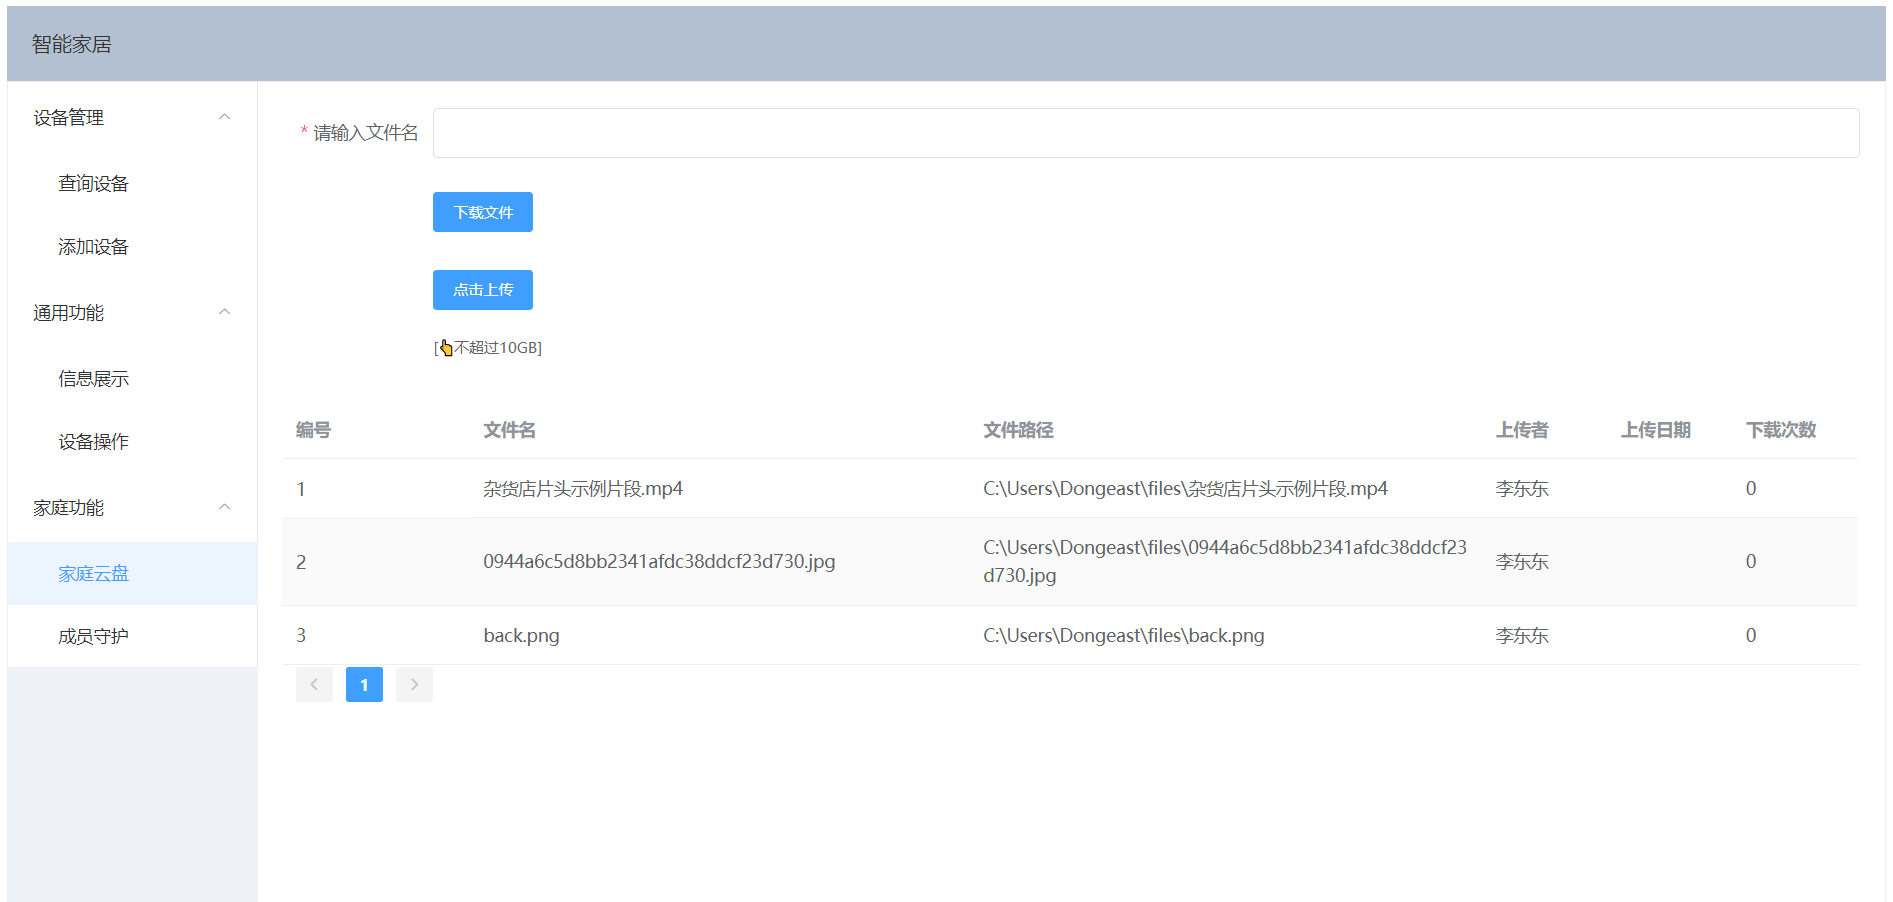 智能家居
设备管理
查询设备
添加设备
通用功能
信息展示
设备操作
家庭功能
家庭云盘
成员守护
* 请输入文件名
下载文件
点击上传
[👆不超过10GB]
编号 文件名 文件路径 上传者 上传日期 下载次数
1 杂货店片头示例片段.mp4 C:\Users\Dongeast\files\杂货店片头示例片段.mp4 李东东 0
2 0944a6c5d8bb2341afdc38ddcf23d730.jpg C:\Users\Dongeast\files\0944a6c5d8bb2341afdc38ddcf23
d730.jpg 李东东 0
3 back.png C:\Users\Dongeast\files\back.png 李东东 0
1